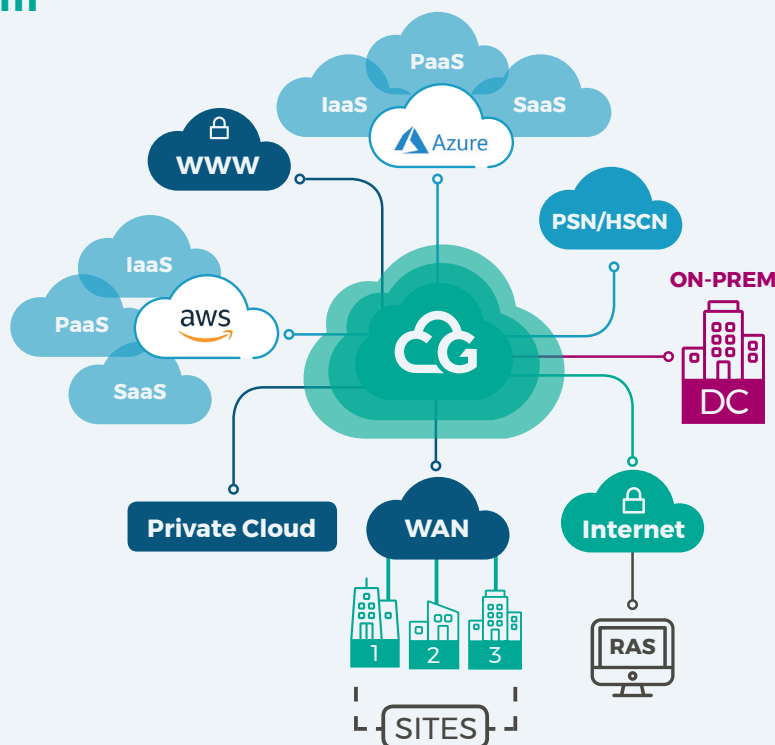 PaaS
IaaS
SaaS
Azure
WWW
PSN/HSCN
IaaS
ON-PREM
PaaS
aws
CG
SaaS
DC
Private Cloud
WAN
Internet
1
2
3
RAS
SITES